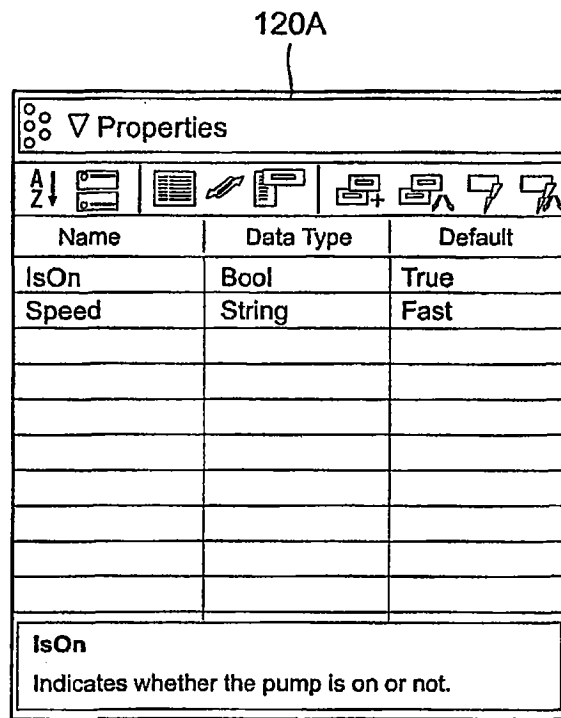 120A
▽ Properties
A
Z
Name Data Type Default
IsOn Bool True
Speed String Fast
IsOn
Indicates whether the pump is on or not.